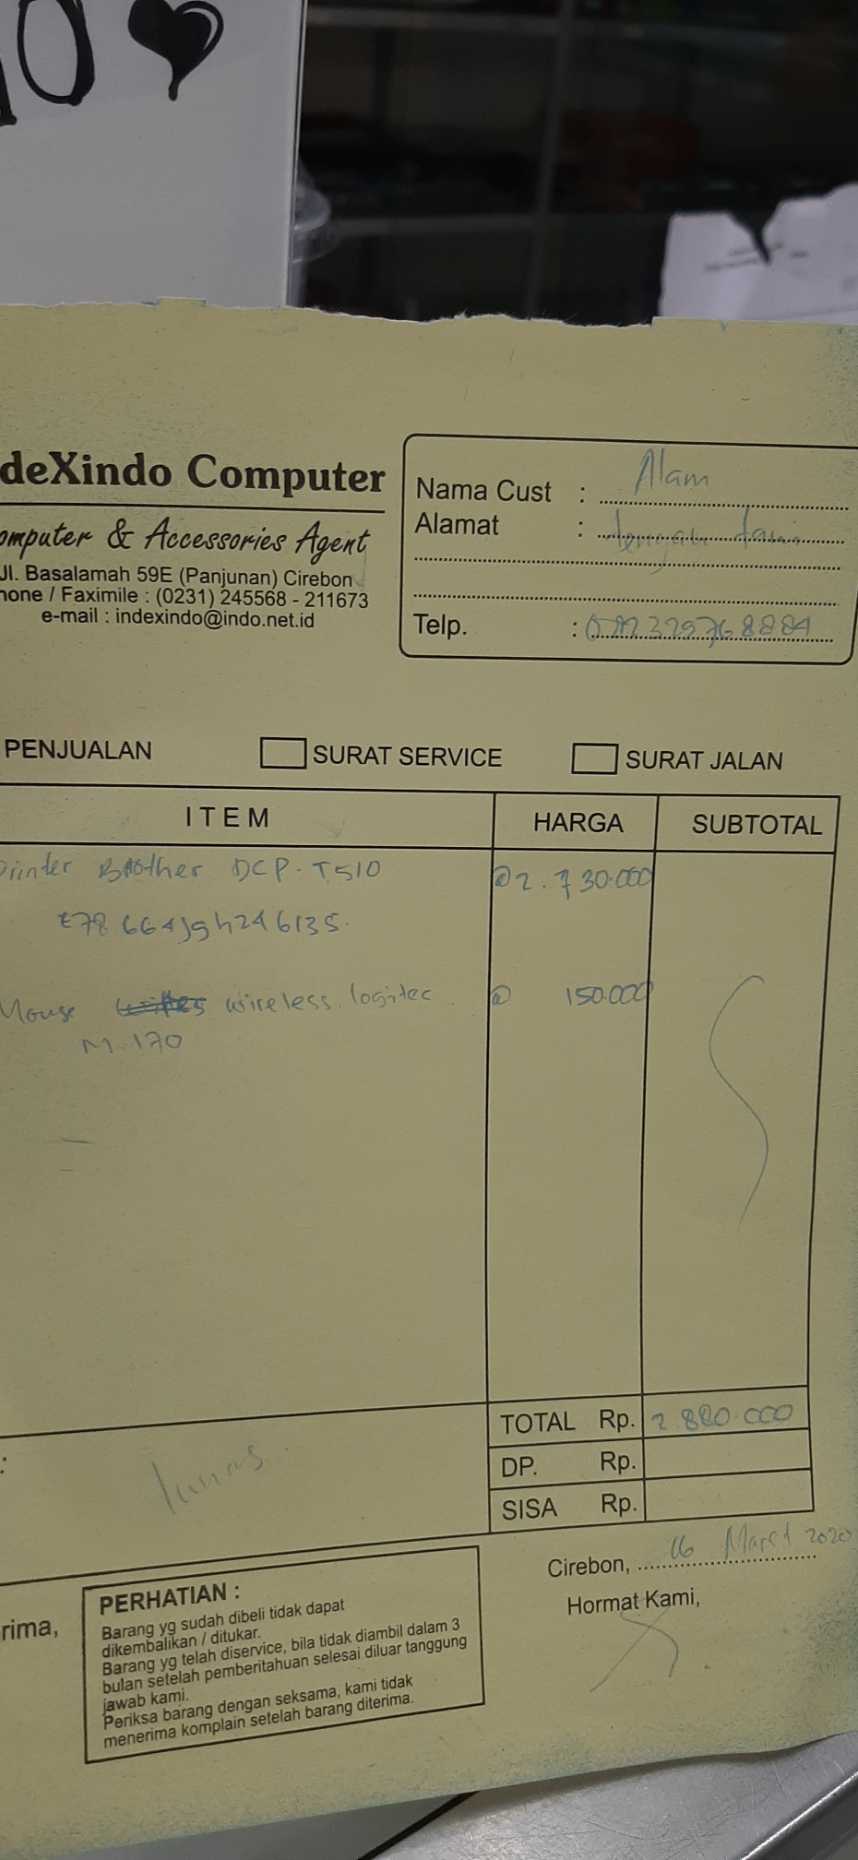 deXindo Computer
omputer & Accessories Agent
Jl. Basalamah 59E (Panjunan) Cirebon
hone / Faximile : (0231) 245568 - 211673
e-mail : indexindo@indo.net.id
Nama Cust : Alam
Alamat : tengah tani
Telp. :
PENJUALAN SURAT SERVICE SURAT JALAN
ITEM HARGA SUBTOTAL
printer Brother DCP-T510 @ 2.730.000
Mouse wireless logitec @ 150.000
M.170
TOTAL Rp. 2.880.000
DP. Rp.
SISA Rp.
:
lunas.
Cirebon, 16 Maret 2020
Hormat Kami,
rima,
PERHATIAN :
Barang yg sudah dibeli tidak dapat
dikembalikan / ditukar.
Barang yg telah diservice, bila tidak diambil dalam 3
bulan setelah pemberitahuan selesai diluar tanggung
jawab kami.
Periksa barang dengan seksama, kami tidak
menerima komplain setelah barang diterima.